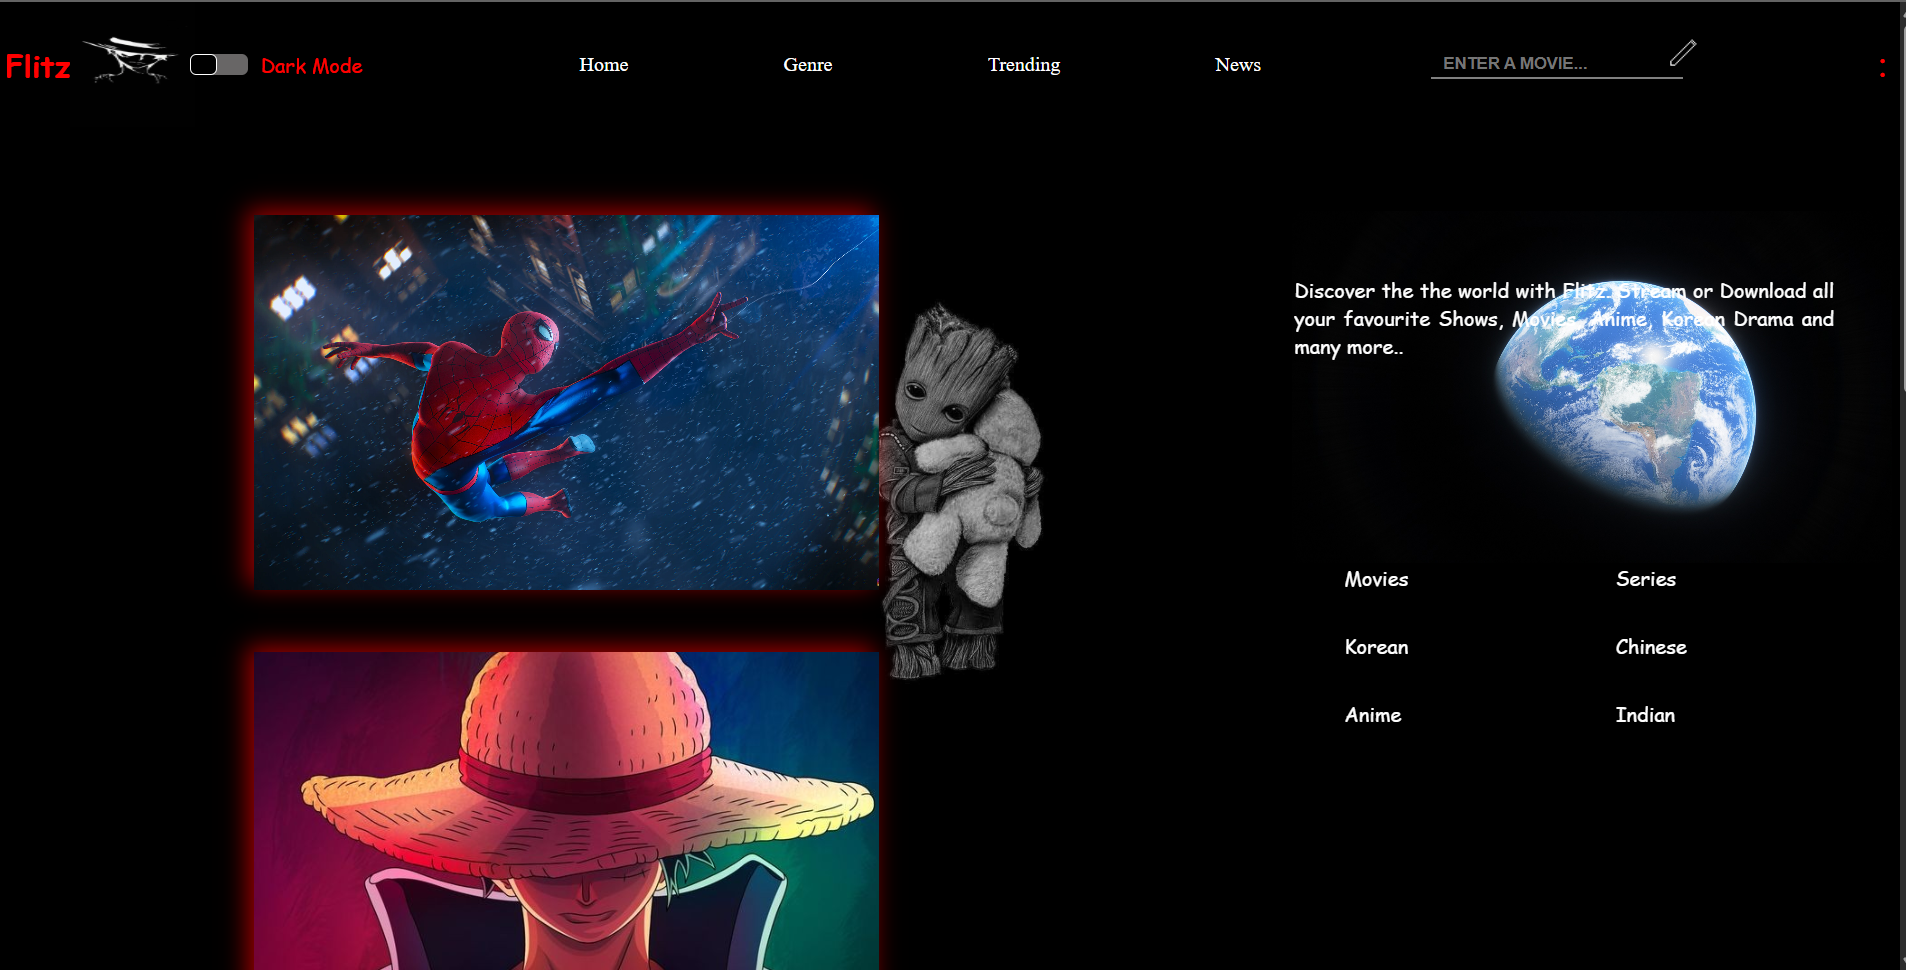 Flitz
Dark Mode
Home
Genre
Trending
News
ENTER A MOVIE...
:
Discover the the world with Flitz. Stream or Download all
your favourite Shows, Movies, Anime, Korean Drama and
many more..
Movies
Series
Korean
Chinese
Anime
Indian